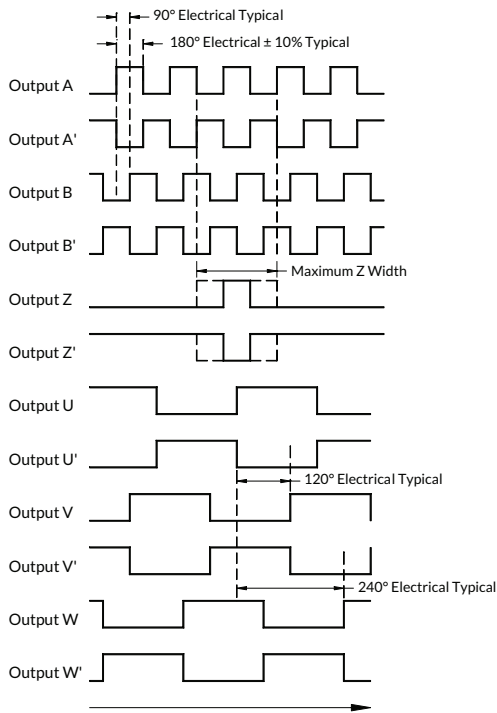 90° Electrical Typical
180° Electrical ± 10% Typical
Output A
Output A'
Output B
Output B'
Maximum Z Width
Output Z
Output Z'
Output U
Output U'
120° Electrical Typical
Output V
Output V'
240° Electrical Typical
Output W
Output W'